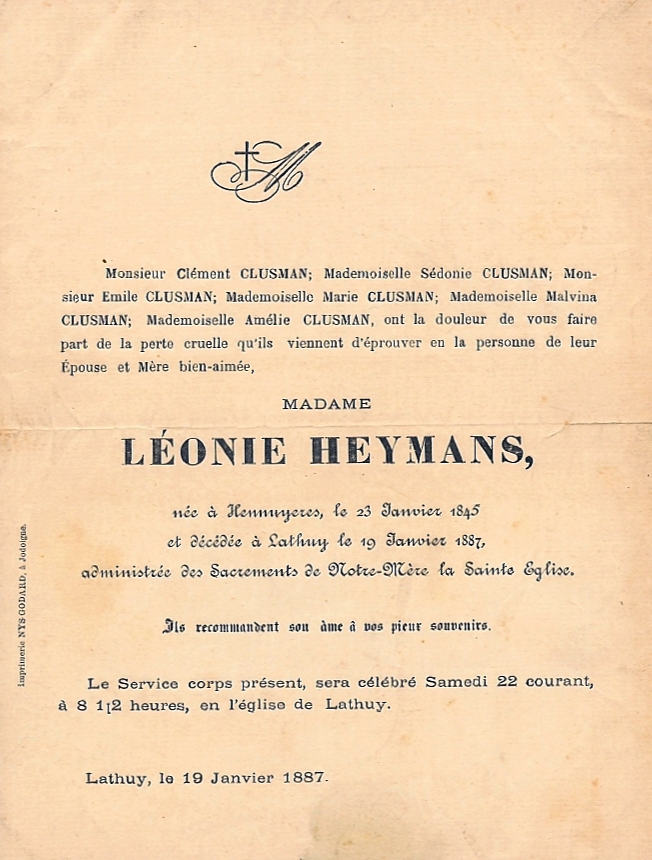 ✝M
Monsieur Clément CLUSMAN; Mademoiselle Sédonie CLUSMAN; Mon-
sieur Emile CLUSMAN; Mademoiselle Marie CLUSMAN; Mademoiselle Malvina
CLUSMAN; Mademoiselle Amélie CLUSMAN, ont la douleur de vous faire
part de la perte cruelle qu'ils viennent d'éprouver en la personne de leur
Épouse et Mère bien-aimée,
MADAME
LÉONIE HEYMANS,
née à Hennuyeres, le 23 Janvier 1845
et décédée à Lathuy le 19 Janvier 1887,
administrée des Sacrements de Notre-Mère la Sainte Eglise.
Ils recommandent son âme â vos pieux souvenirs.
Le Service corps présent, sera célébré Samedi 22 courant,
à 8 1[2 heures, en l'église de Lathuy.
Lathuy, le 19 Janvier 1887.
Imprimerie NYS-GODARD, à Jodoigne.